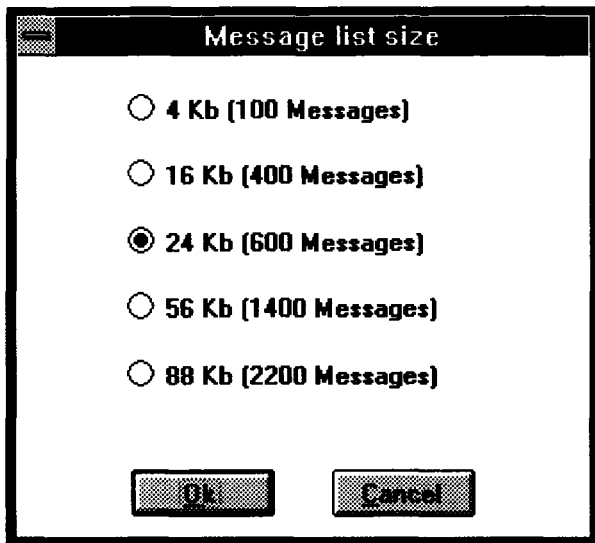 Message list size
4 Kb (100 Messages)
16 Kb (400 Messages)
24 Kb (600 Messages)
56 Kb (1400 Messages)
88 Kb (2200 Messages)
Ok Cancel